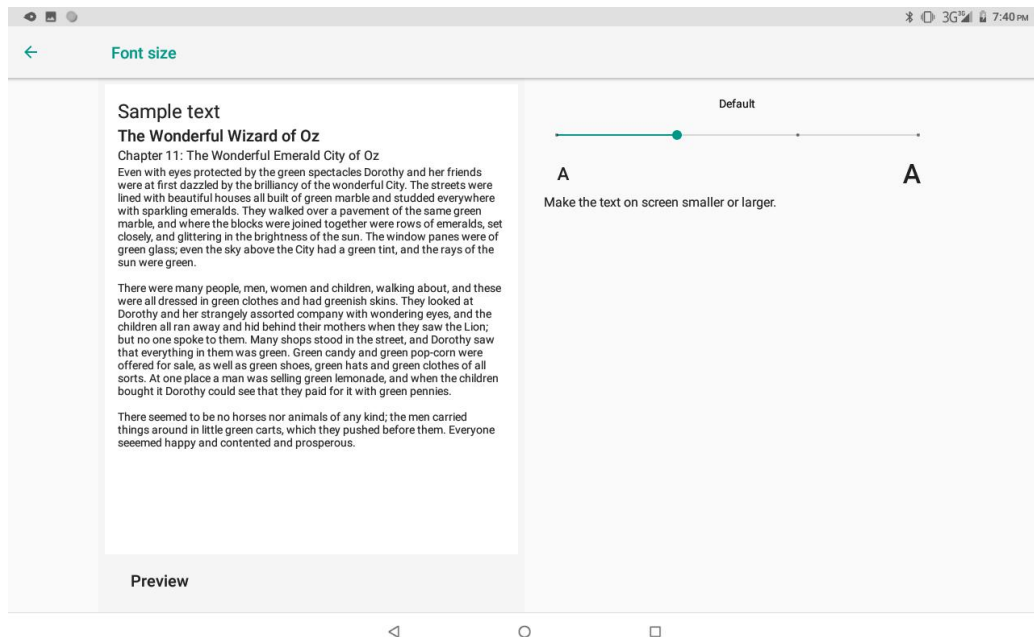 3G 3G 7:40 PM
Font size
Sample text
The Wonderful Wizard of Oz
Chapter 11: The Wonderful Emerald City of Oz
Even with eyes protected by the green spectacles Dorothy and her friends
were at first dazzled by the brilliancy of the wonderful City. The streets were
lined with beautiful houses all built of green marble and studded everywhere
with sparkling emeralds. They walked over a pavement of the same green
marble, and where the blocks were joined together were rows of emeralds, set
closely, and glittering in the brightness of the sun. The window panes were of
green glass; even the sky above the City had a green tint, and the rays of the
sun were green.
There were many people, men, women and children, walking about, and these
were all dressed in green clothes and had greenish skins. They looked at
Dorothy and her strangely assorted company with wondering eyes, and the
children all ran away and hid behind their mothers when they saw the Lion;
but no one spoke to them. Many shops stood in the street, and Dorothy saw
that everything in them was green. Green candy and green pop-corn were
offered for sale, as well as green shoes, green hats and green clothes of all
sorts. At one place a man was selling green lemonade, and when the children
bought it Dorothy could see that they paid for it with green pennies.
There seemed to be no horses nor animals of any kind; the men carried
things around in little green carts, which they pushed before them. Everyone
seeemed happy and contented and prosperous.
Preview
Default
A A
Make the text on screen smaller or larger.